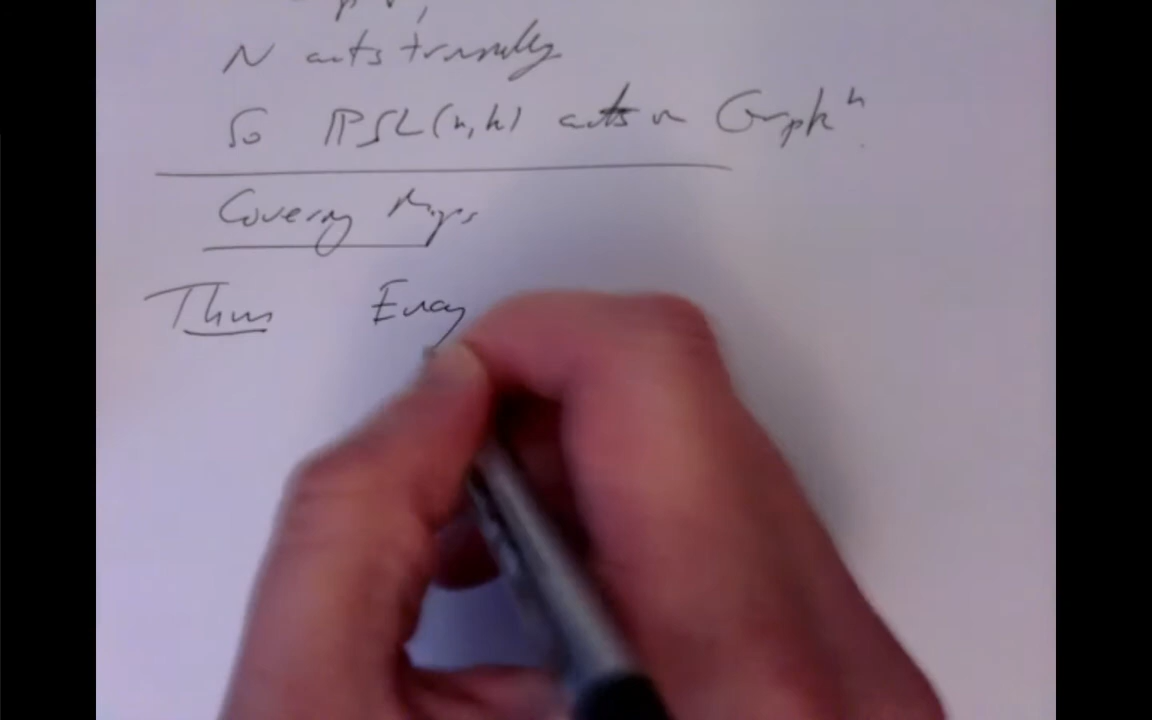 N acts trivially
So PSL(n,k) acts on Graph^n.
Covering Maps
Thm Every